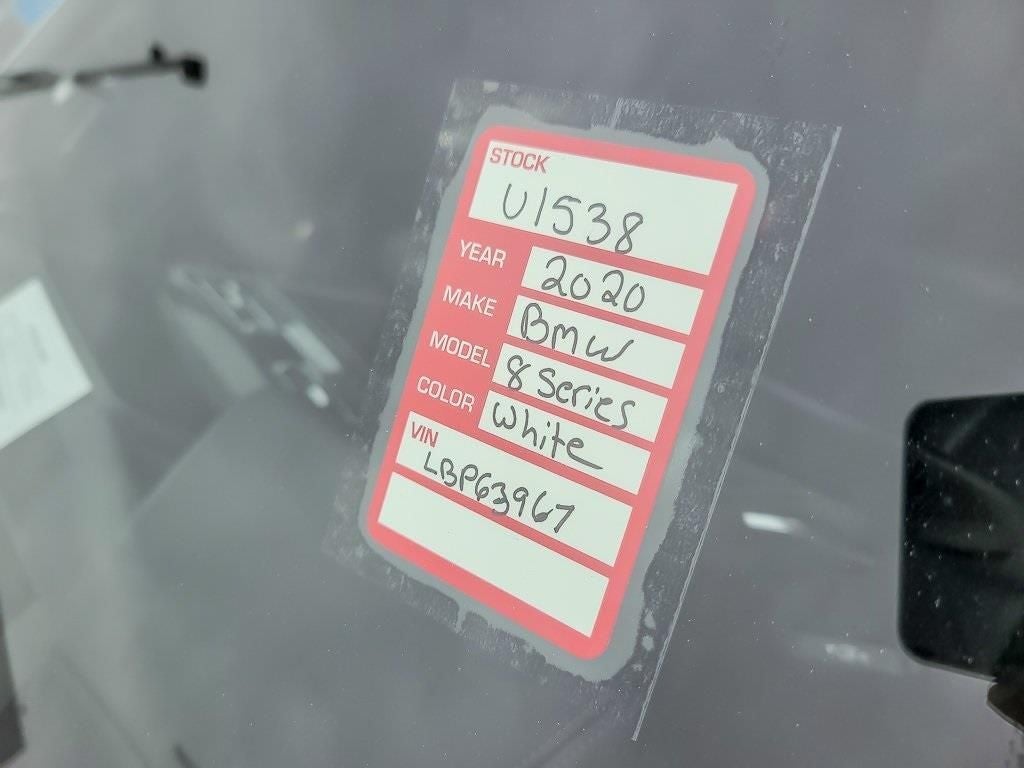 STOCK
U1538
YEAR 2020
MAKE BMW
MODEL 8 Series
COLOR White
VIN
LBP63967